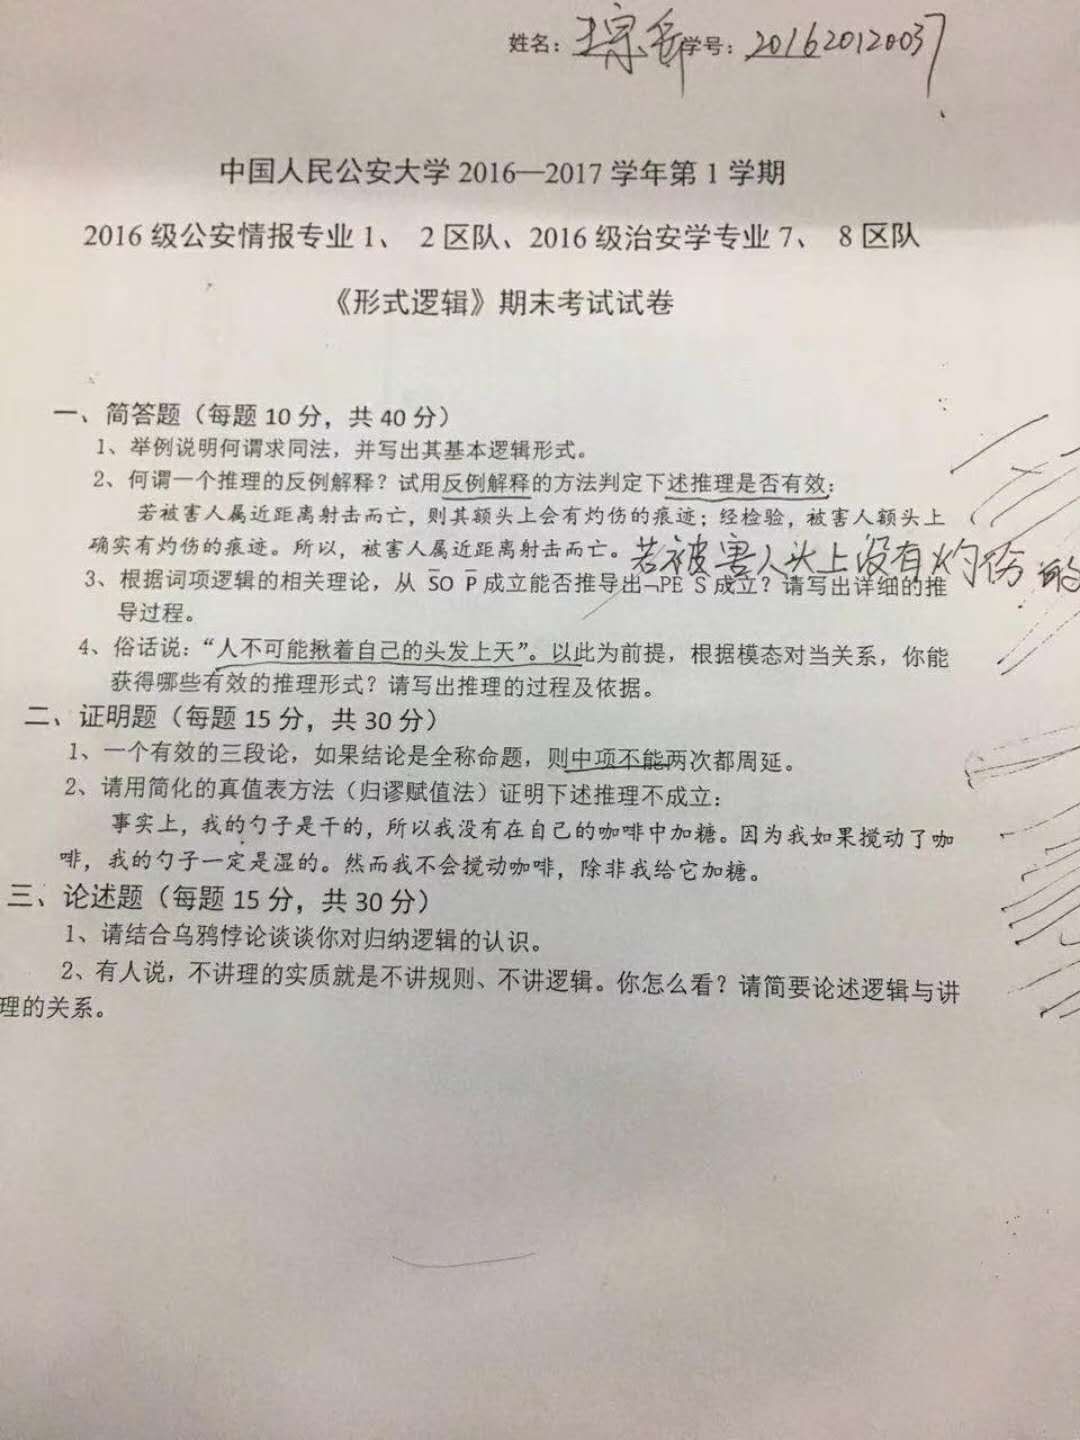 姓名：王宗 学号：201620120037
中国人民公安大学 2016—2017 学年第 1 学期
2016 级公安情报专业 1、 2 区队、2016 级治安学专业 7、 8 区队
《形式逻辑》期末考试试卷
一、简答题（每题 10 分，共 40 分）
1、举例说明何谓求同法，并写出其基本逻辑形式。
2、何谓一个推理的反例解释？试用反例解释的方法判定下述推理是否有效：
若被害人属近距离射击而亡，则其额头上会有灼伤的痕迹；经检验，被害人额头上
确实有灼伤的痕迹。所以，被害人属近距离射击而亡。若被害人头上没有灼伤
3、根据词项逻辑的相关理论，从 S̅O P̅ 成立能否推导出¬P̅E S 成立？请写出详细的推
导过程。
4、俗话说：“人不可能揪着自己的头发上天”。以此为前提，根据模态对当关系，你能
获得哪些有效的推理形式？请写出推理的过程及依据。
二、证明题（每题 15 分，共 30 分）
1、一个有效的三段论，如果结论是全称命题，则中项不能两次都周延。
2、请用简化的真值表方法（归谬赋值法）证明下述推理不成立：
事实上，我的勺子是干的，所以我没有在自己的咖啡中加糖。因为我如果搅动了咖
啡，我的勺子一定是湿的。然而我不会搅动咖啡，除非我给它加糖。
三、论述题（每题 15 分，共 30 分）
1、请结合乌鸦悖论谈谈你对归纳逻辑的认识。
2、有人说，不讲理的实质就是不讲规则、不讲逻辑。你怎么看？请简要论述逻辑与讲
理的关系。